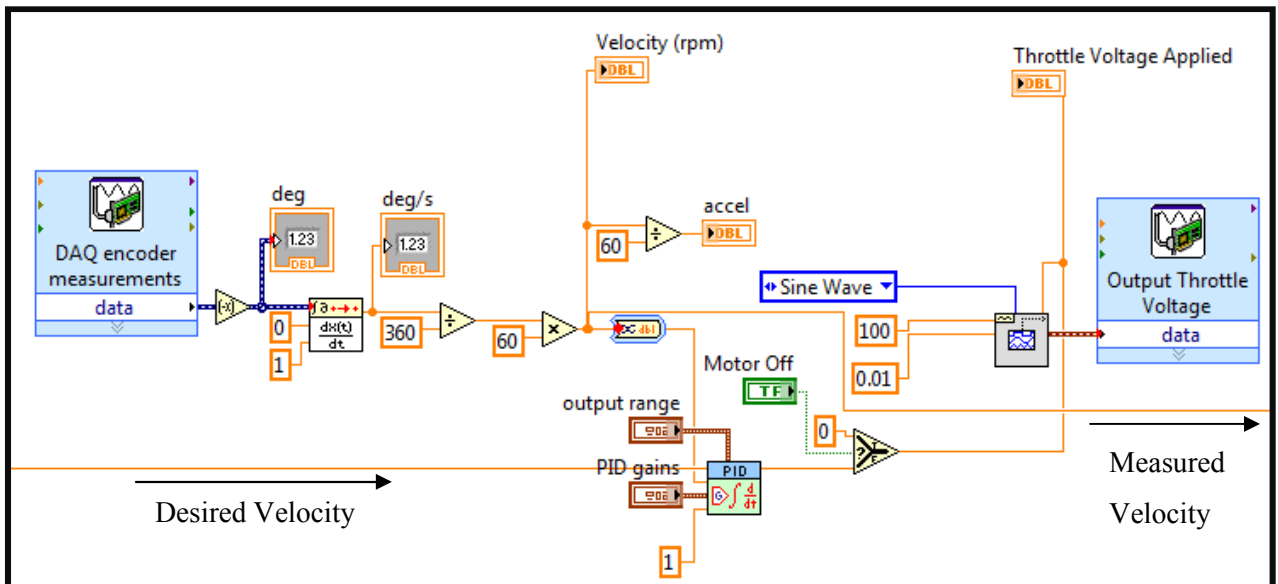 Velocity (rpm)
DBL
Throttle Voltage Applied
DBL
DAQ encoder
measurements
data
(-x)
deg
1.23
DBL
deg/s
1.23
DBL
dx(t)
dt
0
1
360
÷
60
×
60
÷
accel
DBL
dbl
Sine Wave
100
0.01
Output Throttle
Voltage
data
Motor Off
TF
output range
PID gains
PID
G
∫
d
dt
1
0
?
T
F
Desired Velocity
Measured
Velocity